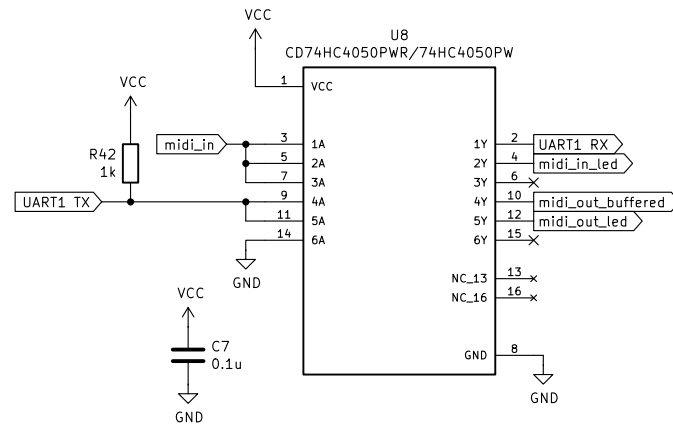 VCC
U8
CD74HC4050PWR/74HC4050PW
1 VCC
VCC
R42
1k
midi_in
3 1A
5 2A
7 3A
UART1 TX
9 4A
11 5A
14 6A
GND
1Y 2 UART1 RX
2Y 4 midi_in_led
3Y 6
4Y 10 midi_out_buffered
5Y 12 midi_out_led
6Y 15
NC_13 13
NC_16 16
GND 8
GND
VCC
C7
0.1u
GND